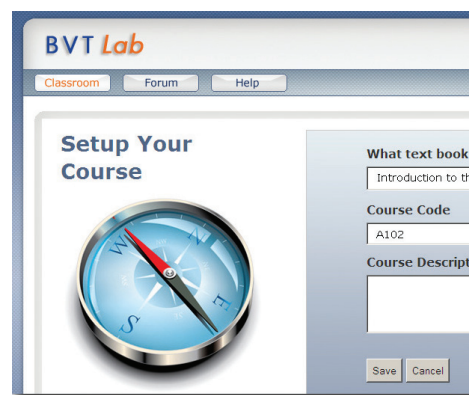 BVT Lab
Classroom Forum Help
Setup Your
Course
What text book
Introduction to
Course Code
A102
Course Descript
Save Cancel
N
W
E
S